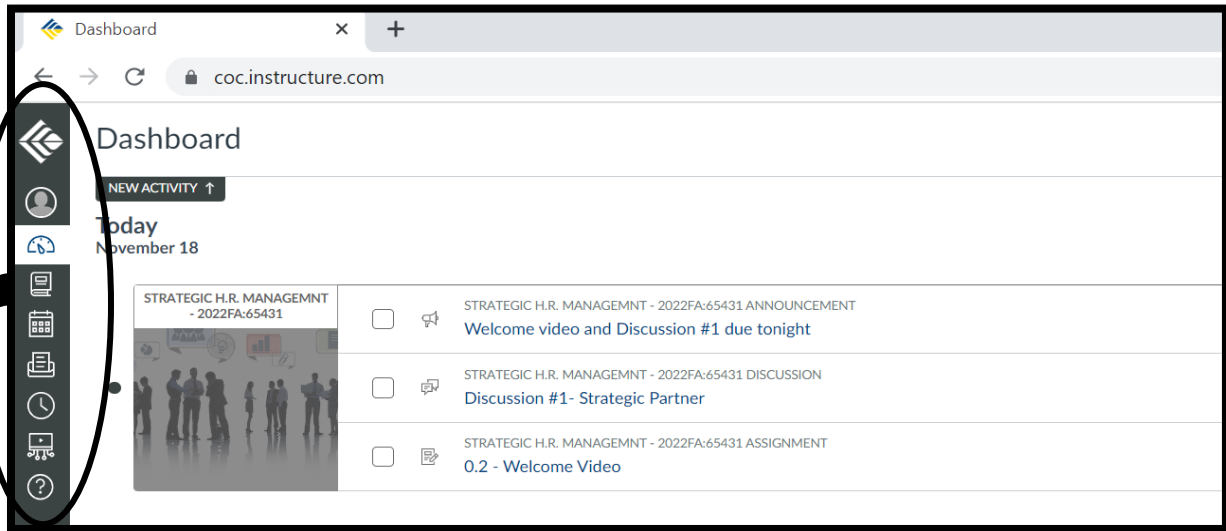 Dashboard
coc.instructure.com
Dashboard
NEW ACTIVITY ↑
Today
November 18
STRATEGIC H.R. MANAGEMNT
- 2022FA:65431
STRATEGIC H.R. MANAGEMNT - 2022FA:65431 ANNOUNCEMENT
Welcome video and Discussion #1 due tonight
STRATEGIC H.R. MANAGEMNT - 2022FA:65431 DISCUSSION
Discussion #1- Strategic Partner
STRATEGIC H.R. MANAGEMNT - 2022FA:65431 ASSIGNMENT
0.2 - Welcome Video